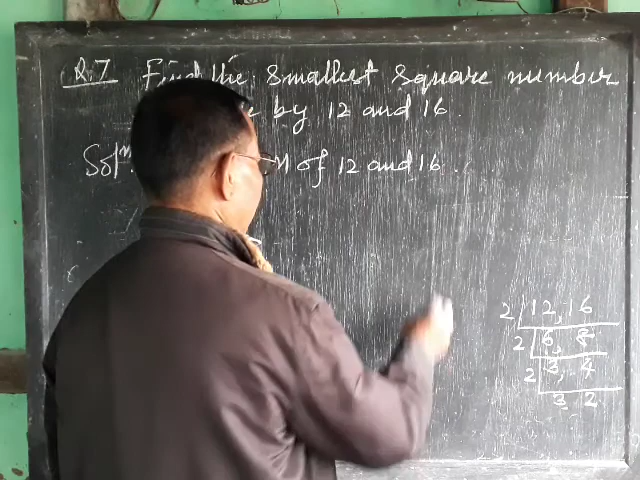 Q.7 Find the smallest square number
by 12 and 16.
Solⁿ. of 12 and 16.
2 | 12, 16
2 | 6, 8
2 | 3, 4
3 2